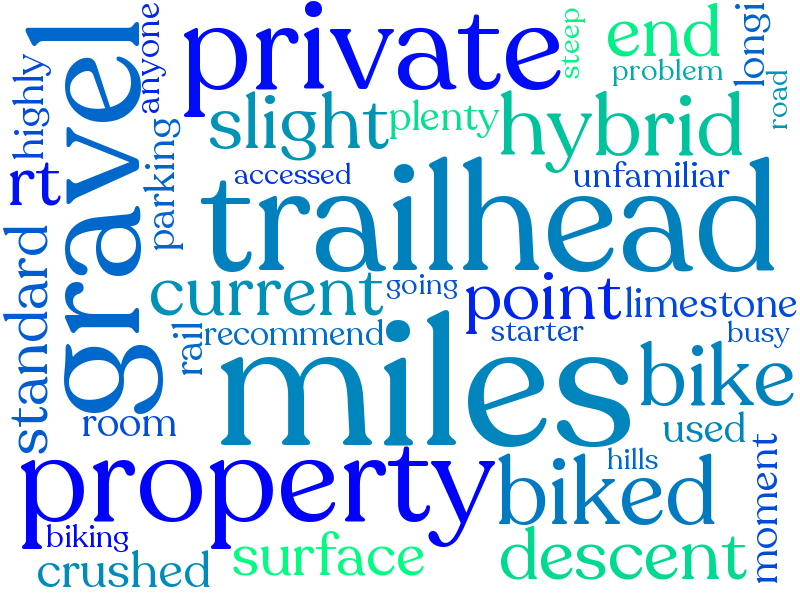 private
steep
end
longi
anyone
highly
gravel
problem
road
slight
plenty
hybrid
parking
rt
accessed
unfamiliar
trailhead
standard
current
going
point
limestone
rail
recommend
starter
busy
miles
bike
room
used
property
hills
biked
moment
biking
surface
descent
crushed